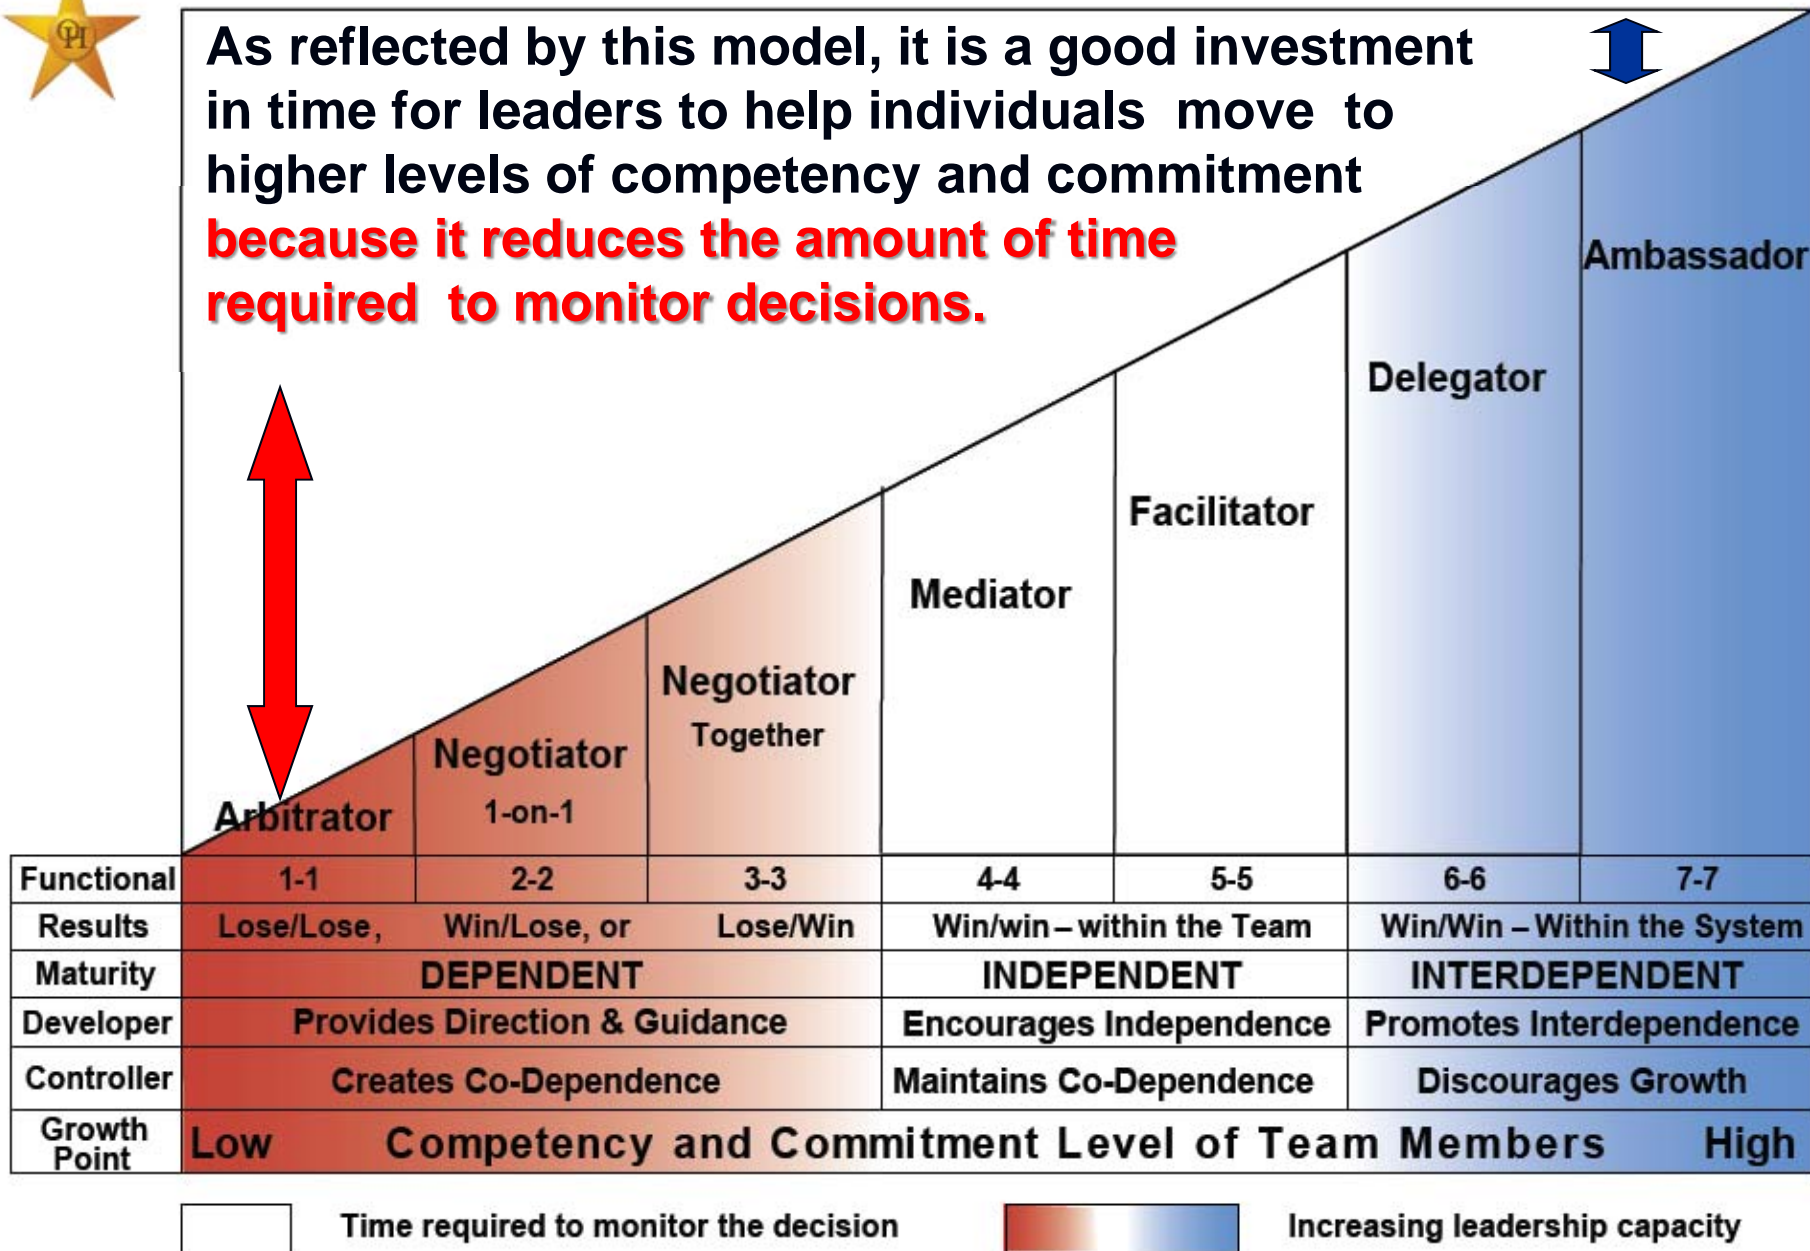 OH
As reflected by this model, it is a good investment
in time for leaders to help individuals move to
higher levels of competency and commitment
because it reduces the amount of time
required to monitor decisions.
Ambassador
Delegator
Facilitator
Mediator
Negotiator
Together
Negotiator
1-on-1
Arbitrator
Functional 1-1 2-2 3-3 4-4 5-5 6-6 7-7
Results Lose/Lose, Win/Lose, or Lose/Win Win/win – within the Team Win/Win – Within the System
Maturity DEPENDENT INDEPENDENT INTERDEPENDENT
Developer Provides Direction & Guidance Encourages Independence Promotes Interdependence
Controller Creates Co-Dependence Maintains Co-Dependence Discourages Growth
Growth
Point
Low Competency and Commitment Level of Team Members High
Time required to monitor the decision Increasing leadership capacity